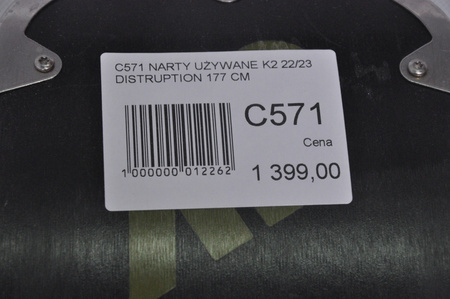 C571 NARTY UŻYWANE K2 22/23
DISTRUPTION 177 CM
C571
Cena
1 000000 012262
1 399,00